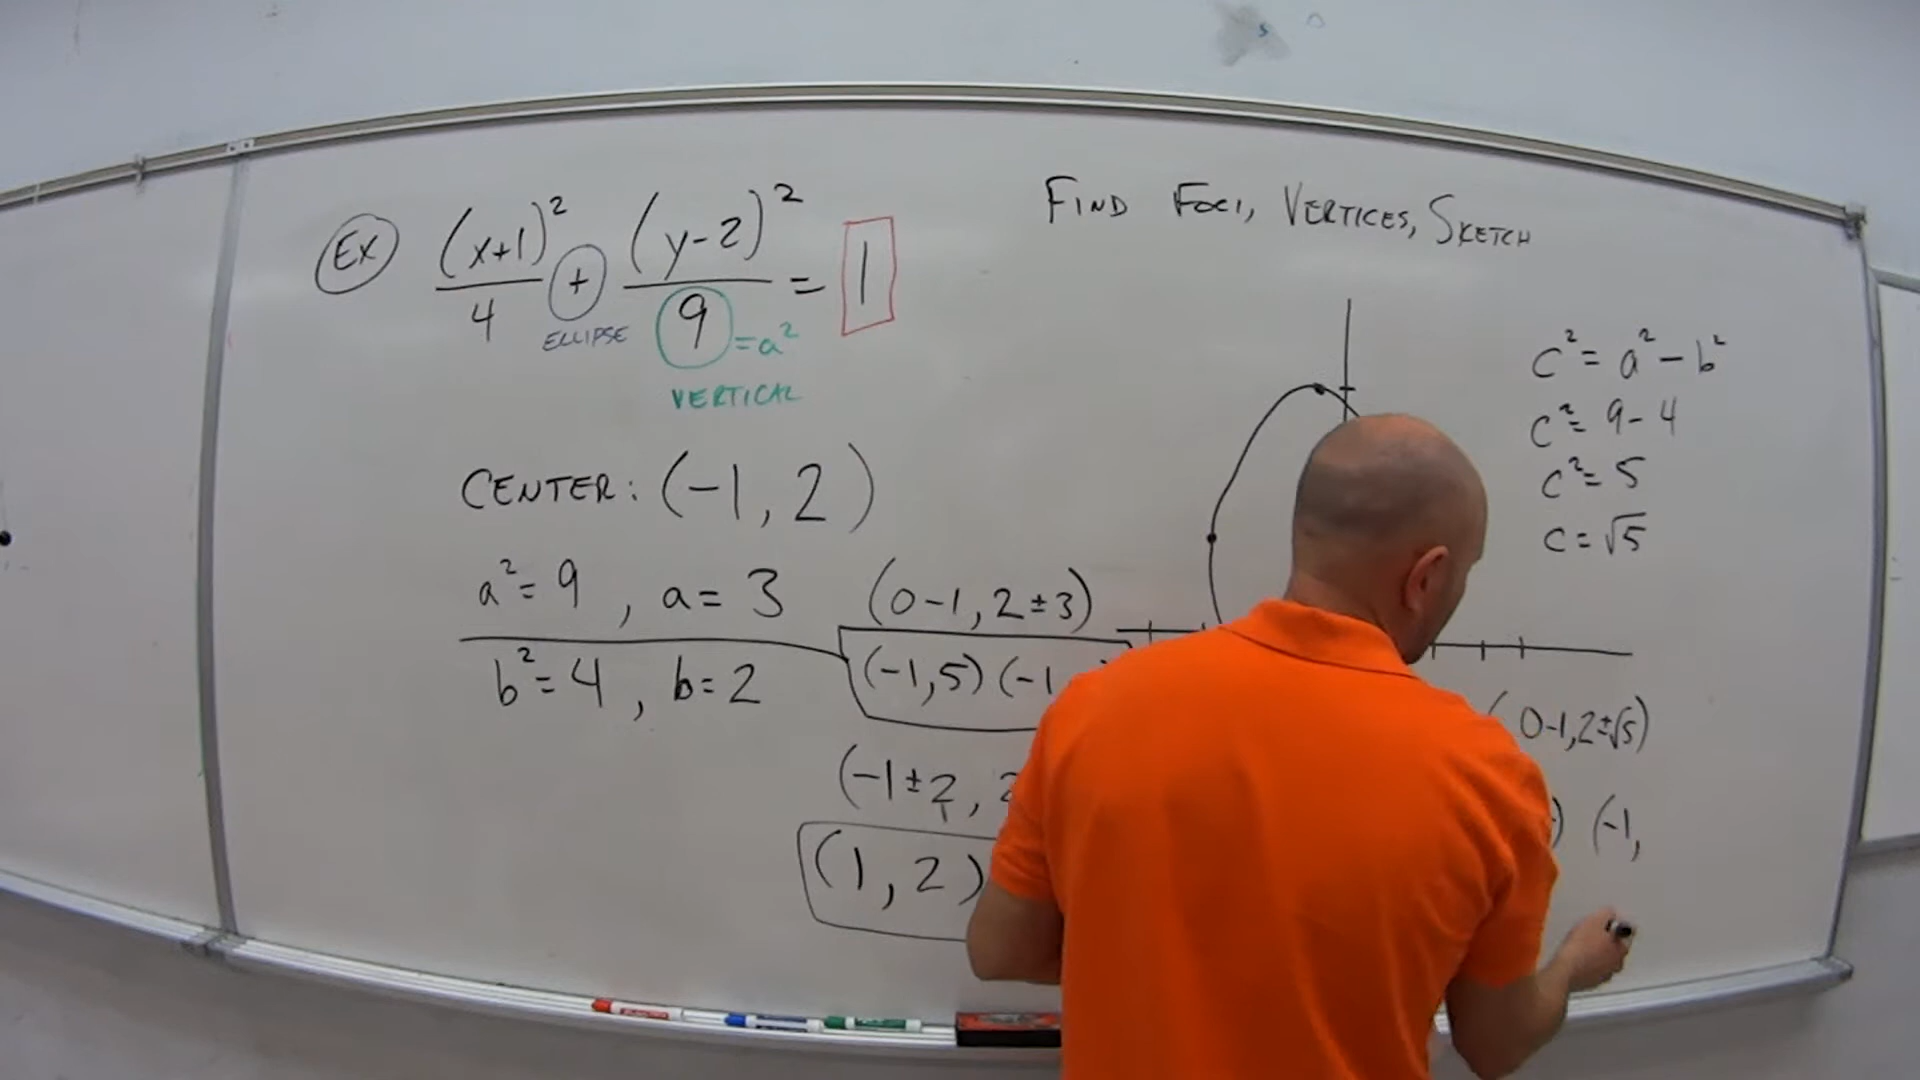 Ex (x+1)²/4 + (y-2)²/9 = 1
ELLIPSE
= a²
VERTICAL
FIND FOCI, VERTICES, SKETCH
CENTER: (-1, 2)
a² = 9, a = 3
b² = 4, b = 2
(0-1, 2±3)
(-1,5) (-1
(-1±2,
(1, 2)
c² = a² - b²
c² = 9 - 4
c² = 5
c = √5
(0-1, 2±√5)
) (-1,